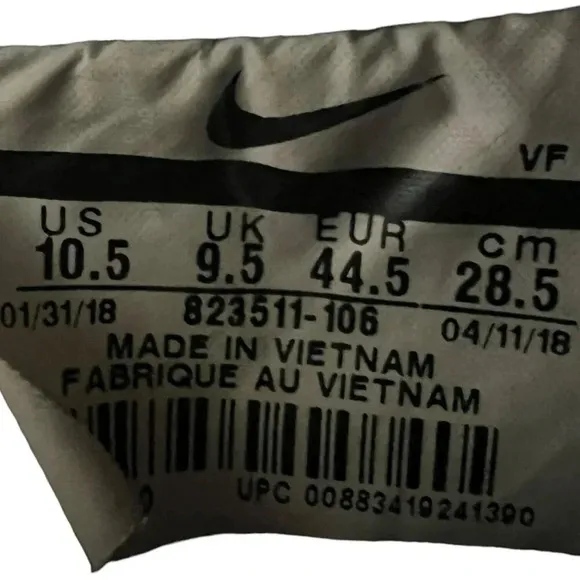 VF
US UK EUR cm
10.5 9.5 44.5 28.5
01/31/18 823511-106 04/11/18
MADE IN VIETNAM
FABRIQUE AU VIETNAM
UPC 00883419241390